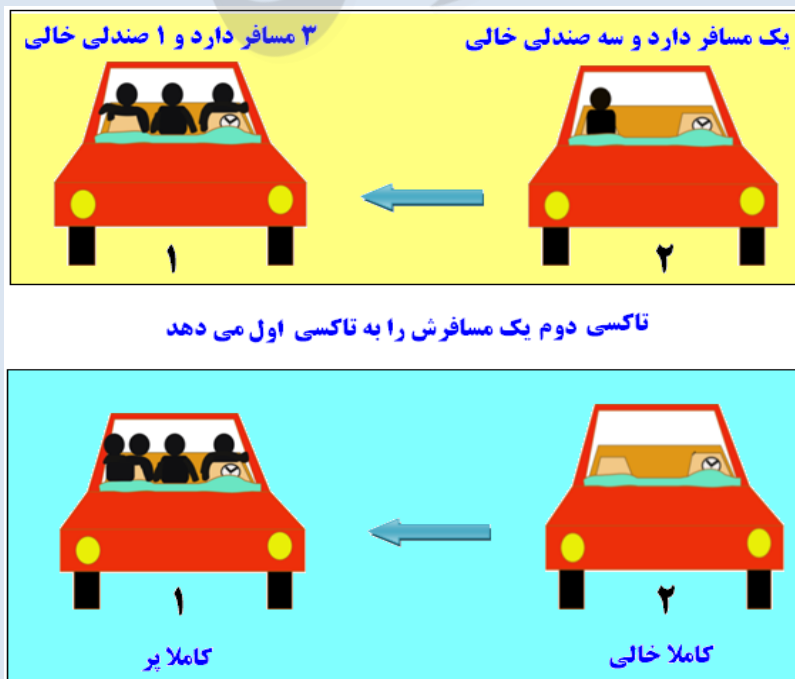 یک مسافر دارد و سه صندلی خالی
۳ مسافر دارد و ۱ صندلی خالی
۲
۱
تاکسی دوم یک مسافرش را به تاکسی اول می دهد
۲
۱
کاملا خالی
کاملا پر